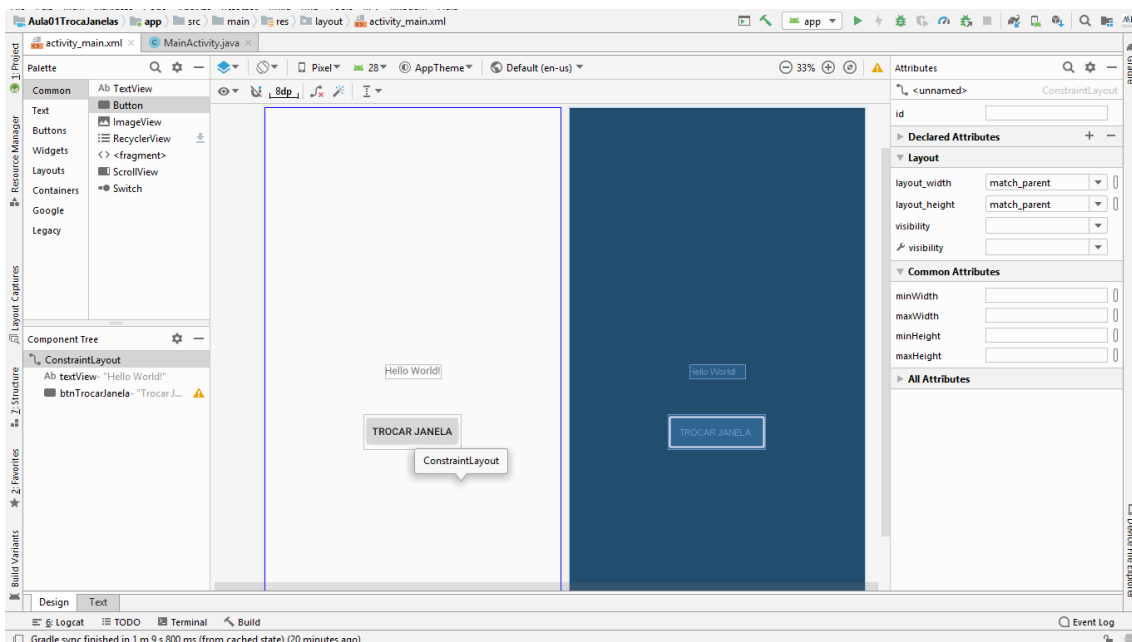 Aula01TrocaJanelas app src main res layout activity_main.xml app
activity_main.xml MainActivity.java
Palette
Common
Text
Buttons
Widgets
Layouts
Containers
Google
Legacy
Ab TextView
Button
ImageView
RecyclerView
<> <fragment>
ScrollView
Switch
Pixel 28 AppTheme Default (en-us) 33%
8dp
Component Tree
ConstraintLayout
Ab textView- "Hello World!"
btnTrocarJanela- "Trocar J...
Hello World!
TROCAR JANELA
ConstraintLayout
Hello World!
TROCAR JANELA
Attributes
<unnamed> ConstraintLayout
id
Declared Attributes
Layout
layout_width match_parent
layout_height match_parent
visibility
visibility
Common Attributes
minWidth
maxWidth
minHeight
maxHeight
All Attributes
1: Project
Resource Manager
Layout Captures
7: Structure
2: Favorites
Build Variants
Gradle
Device File Explorer
Design Text
6: Logcat TODO Terminal Build Event Log
Gradle sync finished in 1 m 9 s 800 ms (from cached state) (20 minutes ago)